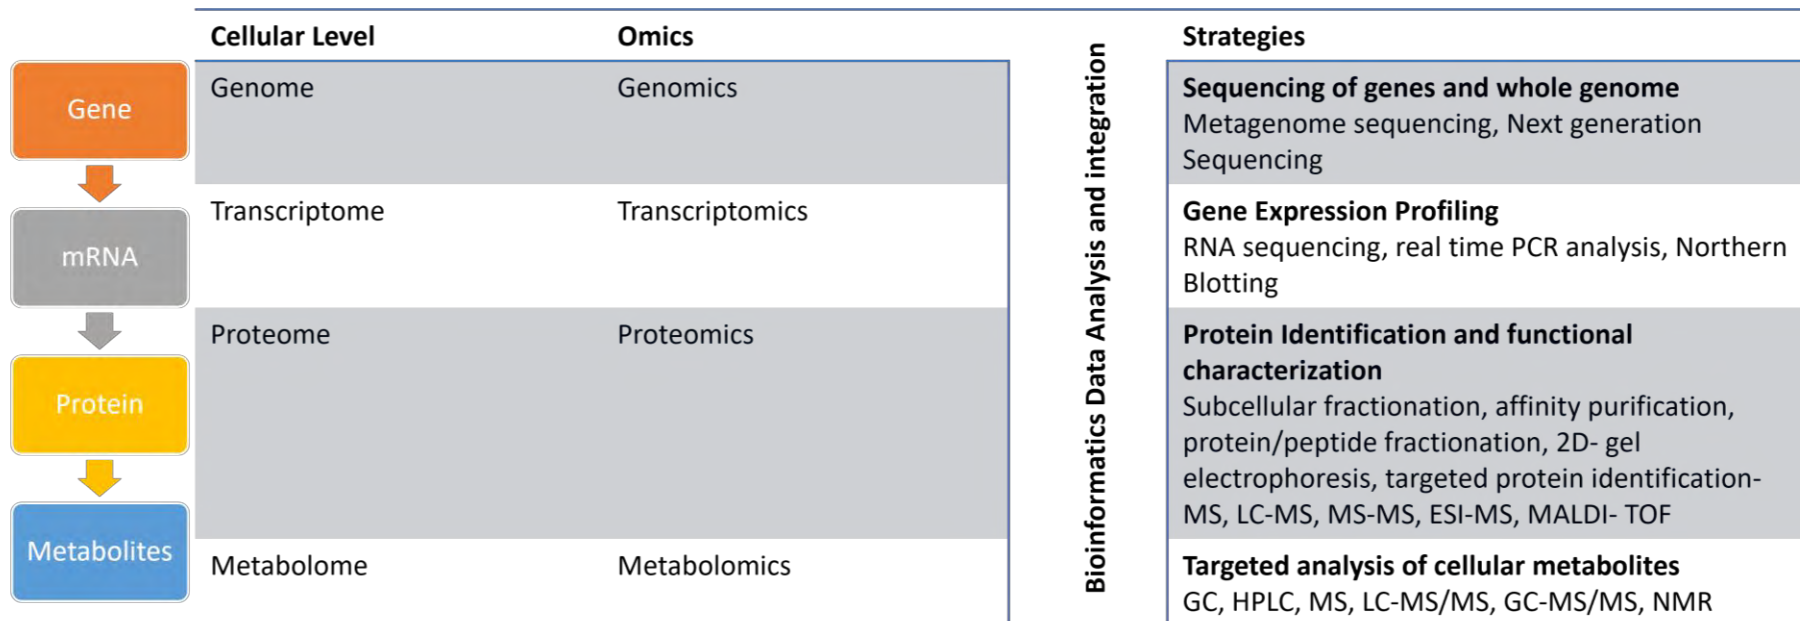 Cellular Level
Omics
Strategies
Gene
Genome
Genomics
Sequencing of genes and whole genome
Metagenome sequencing, Next generation
Sequencing
mRNA
Transcriptome
Transcriptomics
Gene Expression Profiling
RNA sequencing, real time PCR analysis, Northern
Blotting
Protein
Proteome
Proteomics
Protein Identification and functional
characterization
Subcellular fractionation, affinity purification,
protein/peptide fractionation, 2D- gel
electrophoresis, targeted protein identification-
MS, LC-MS, MS-MS, ESI-MS, MALDI- TOF
Metabolites
Metabolome
Metabolomics
Targeted analysis of cellular metabolites
GC, HPLC, MS, LC-MS/MS, GC-MS/MS, NMR
Bioinformatics Data Analysis and integration